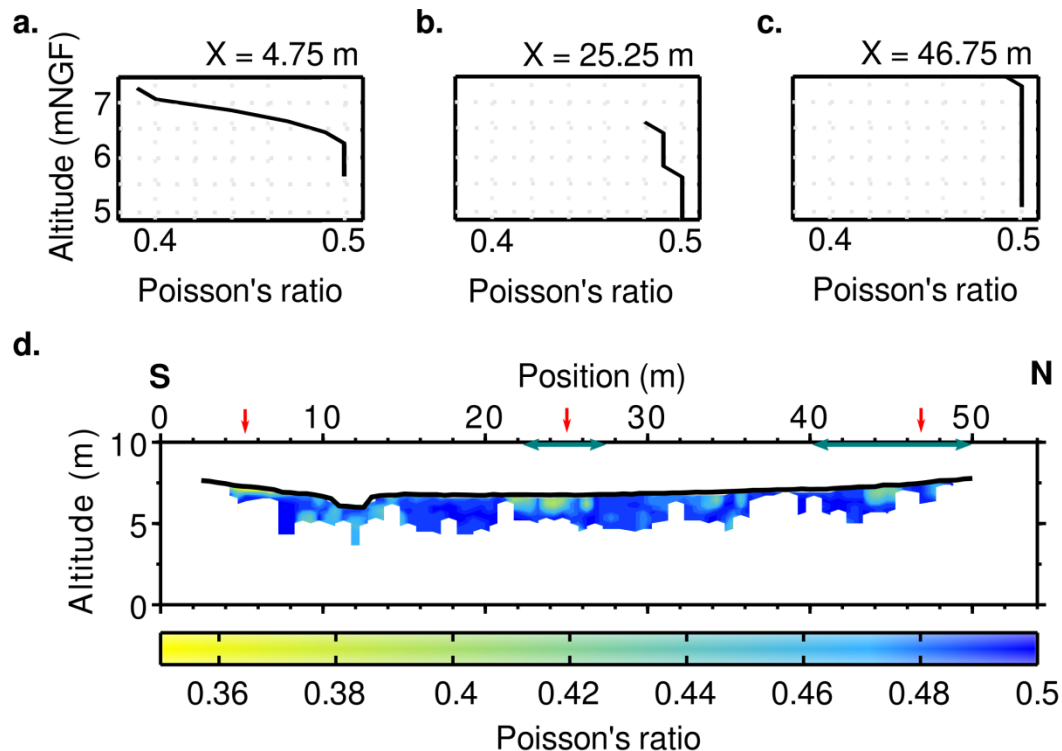 a.
b.
c.
X = 4.75 m
X = 25.25 m
X = 46.75 m
Altitude (mNGF)
7
6
5
0.4 0.5
0.4 0.5
0.4 0.5
Poisson's ratio
Poisson's ratio
Poisson's ratio
d.
S
Position (m)
N
0 10 20 30 40 50
Altitude (m)
10
5
0
0.36 0.38 0.4 0.42 0.44 0.46 0.48 0.5
Poisson's ratio